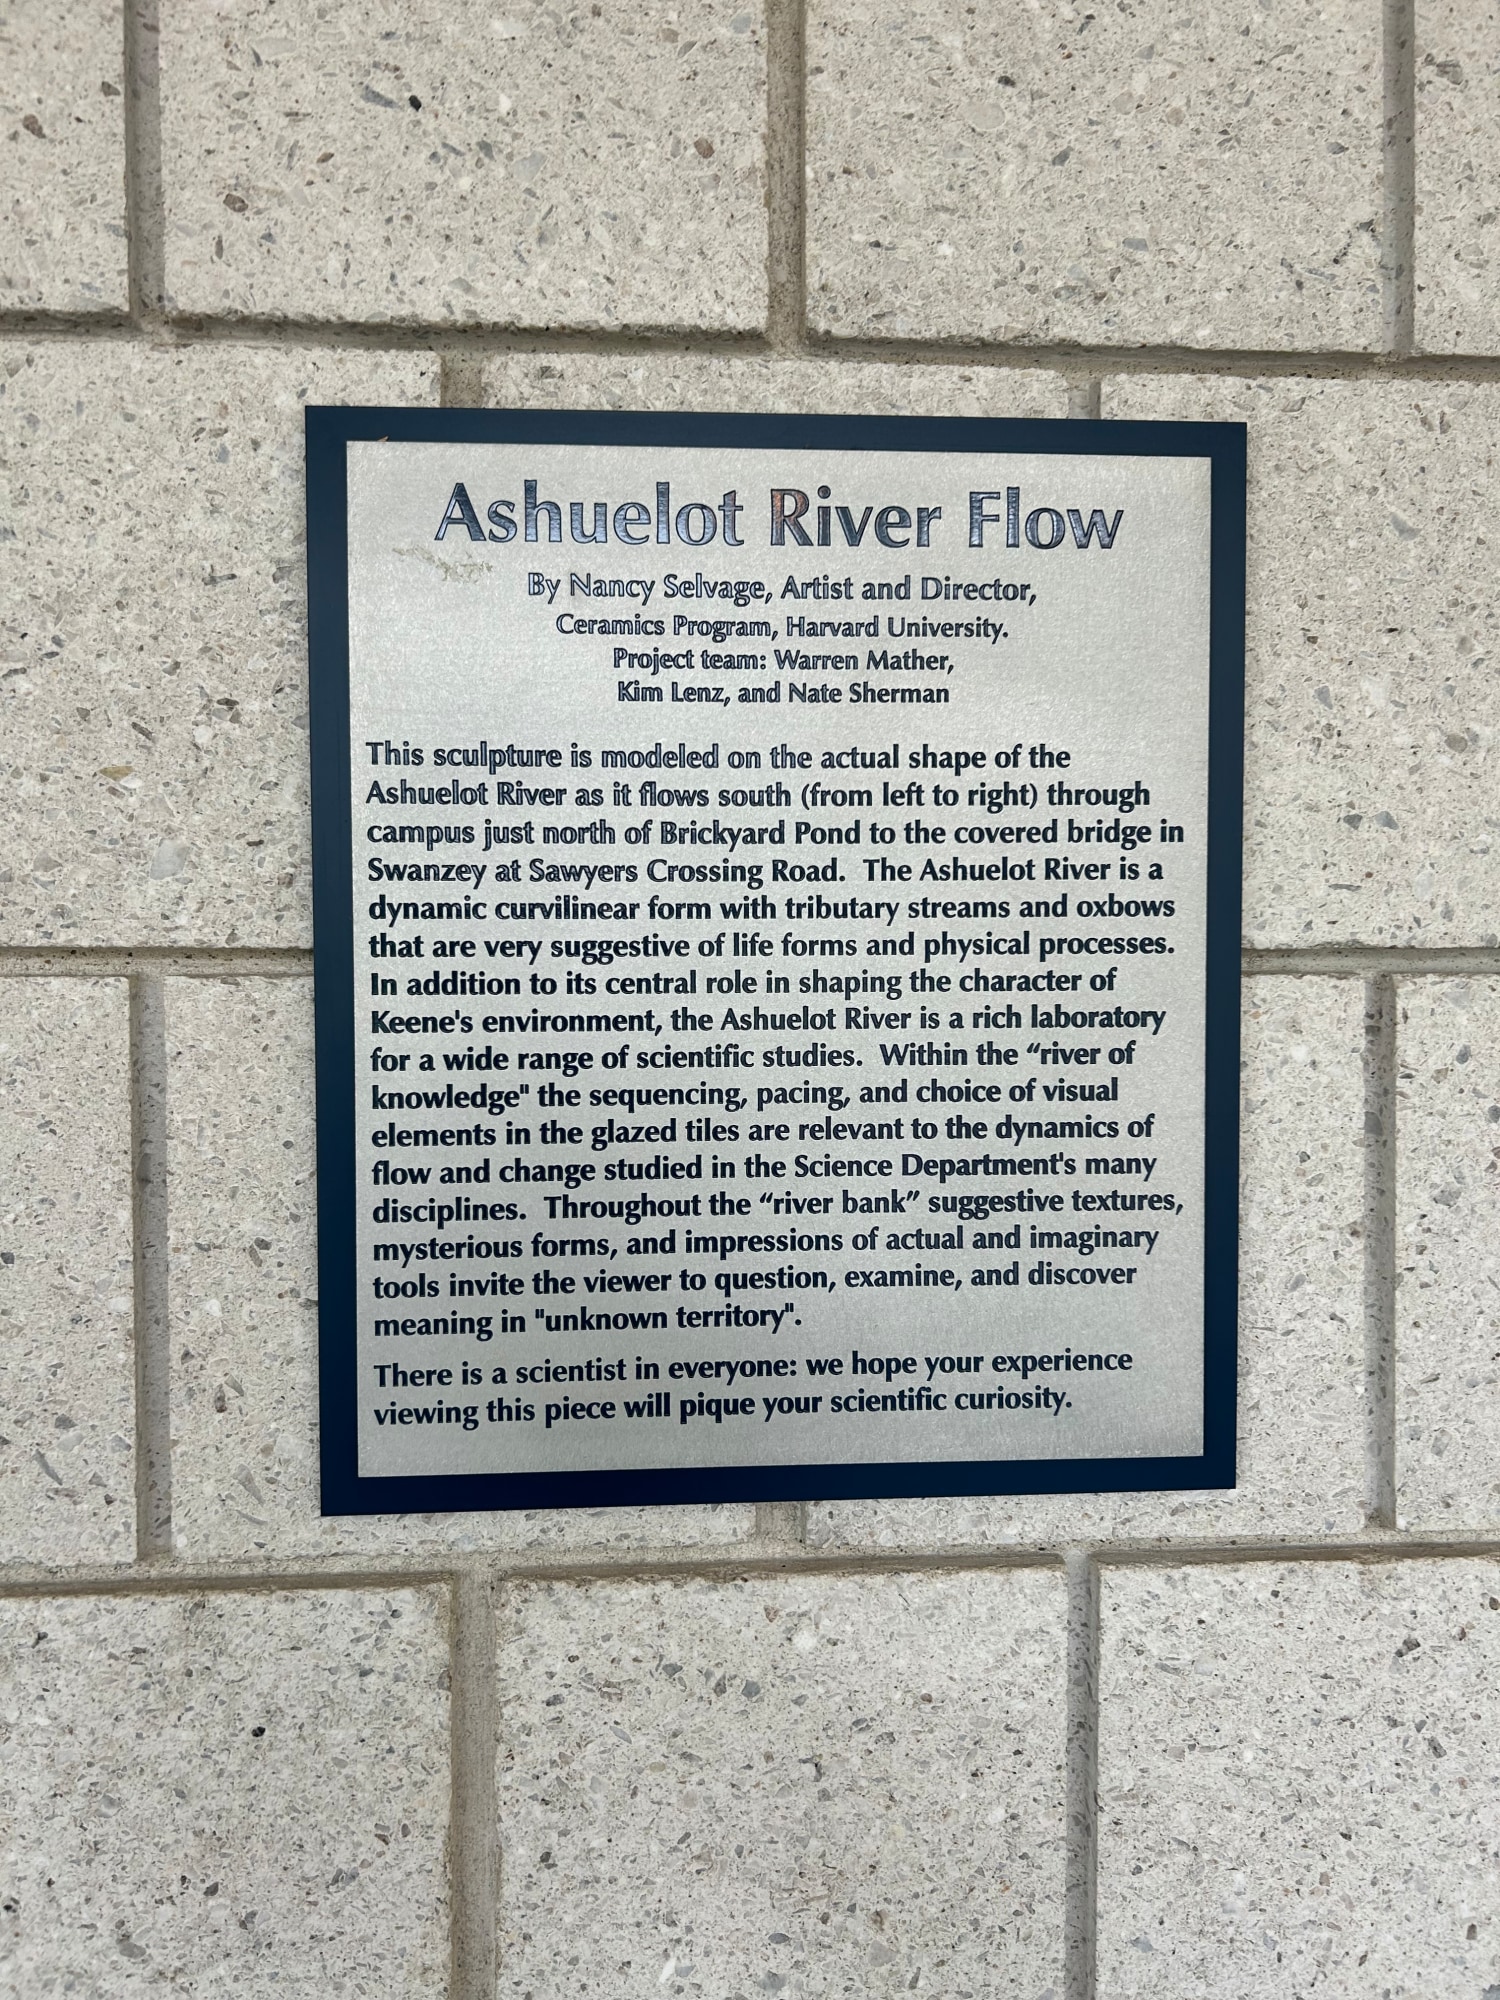 Ashuelot River Flow
By Nancy Selvage, Artist and Director,
Ceramics Program, Harvard University.
Project team: Warren Mather,
Kim Lenz, and Nate Sherman
This sculpture is modeled on the actual shape of the
Ashuelot River as it flows south (from left to right) through
campus just north of Brickyard Pond to the covered bridge in
Swanzey at Sawyers Crossing Road.  The Ashuelot River is a
dynamic curvilinear form with tributary streams and oxbows
that are very suggestive of life forms and physical processes.
In addition to its central role in shaping the character of
Keene's environment, the Ashuelot River is a rich laboratory
for a wide range of scientific studies.  Within the “river of
knowledge" the sequencing, pacing, and choice of visual
elements in the glazed tiles are relevant to the dynamics of
flow and change studied in the Science Department's many
disciplines.  Throughout the “river bank” suggestive textures,
mysterious forms, and impressions of actual and imaginary
tools invite the viewer to question, examine, and discover
meaning in "unknown territory".
There is a scientist in everyone: we hope your experience
viewing this piece will pique your scientific curiosity.